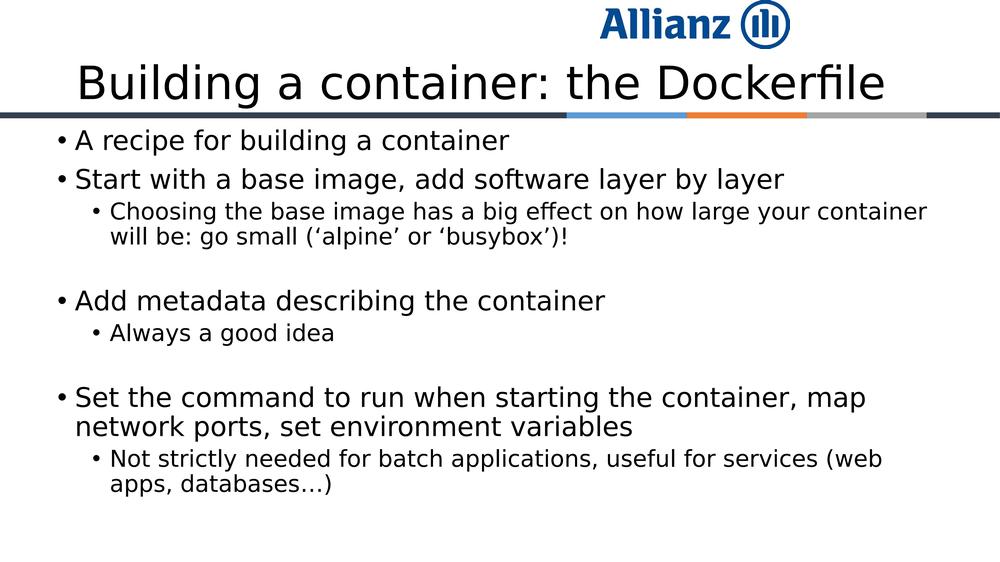 Allianz
Building a container: the Dockerfile
• A recipe for building a container
• Start with a base image, add software layer by layer
• Choosing the base image has a big effect on how large your container
will be: go small (‘alpine’ or ‘busybox’)!
• Add metadata describing the container
• Always a good idea
• Set the command to run when starting the container, map
network ports, set environment variables
• Not strictly needed for batch applications, useful for services (web
apps, databases…)